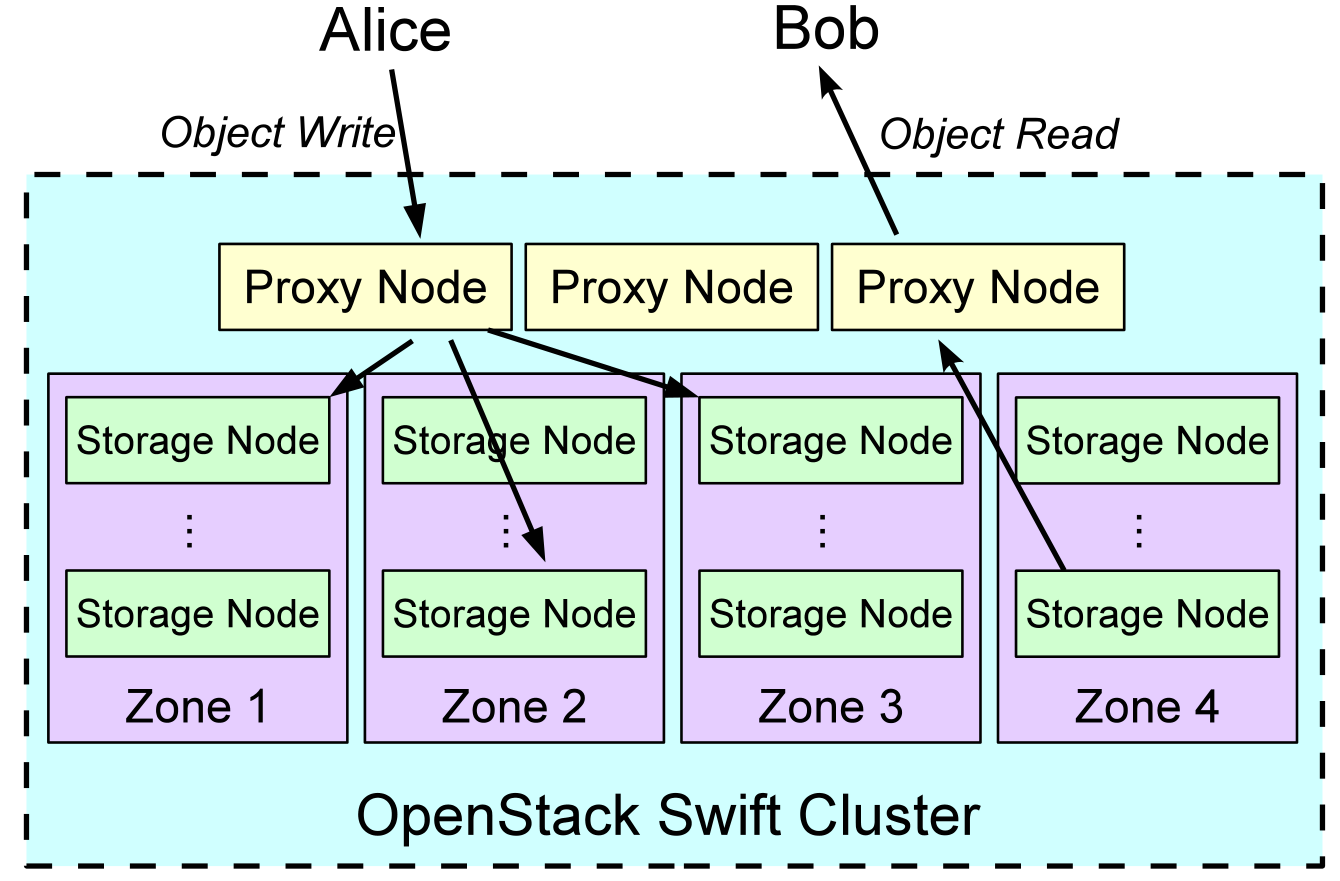 Alice
Bob
Object Write
Object Read
Proxy Node
Proxy Node
Proxy Node
Storage Node
Storage Node
Storage Node
Storage Node
⋮
⋮
⋮
⋮
Storage Node
Storage Node
Storage Node
Storage Node
Zone 1
Zone 2
Zone 3
Zone 4
OpenStack Swift Cluster